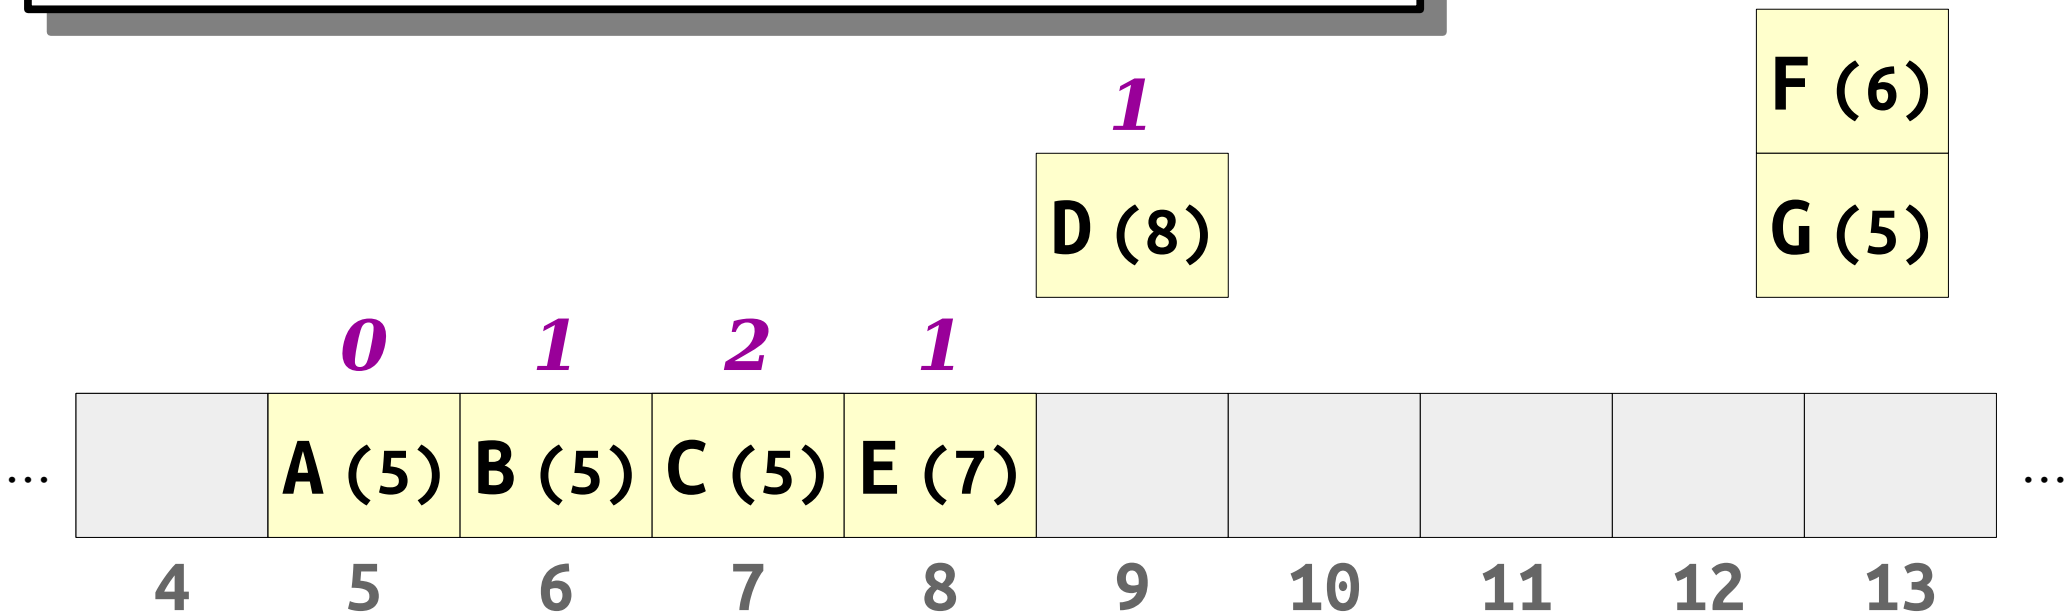 F (6)
1
D (8)
G (5)
0 1 2 1
... A (5) B (5) C (5) E (7) ...
4 5 6 7 8 9 10 11 12 13